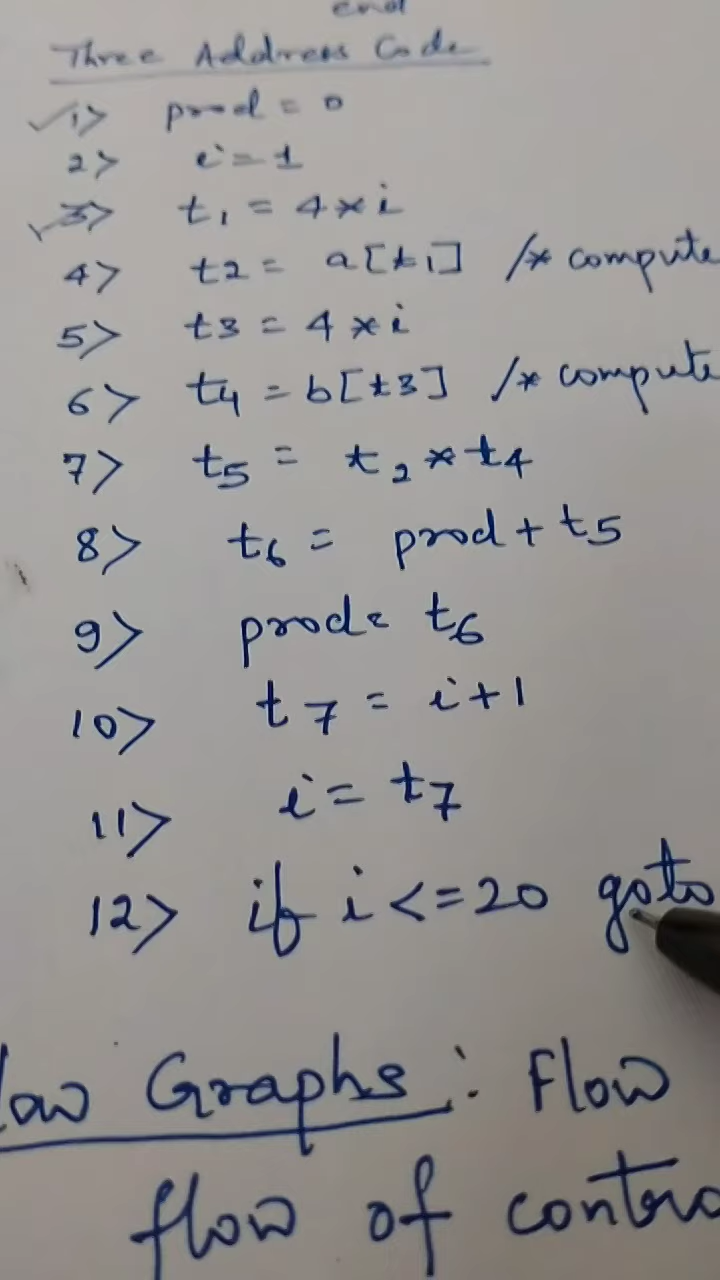 end
Three Address Code
1> prod = 0
2> i = 1
3> t1 = 4 * i
4> t2 = a[t1] /* compute
5> t3 = 4 * i
6> t4 = b[t3] /* compute
7> t5 = t2 * t4
8> t6 = prod + t5
9> prod = t6
10> t7 = i + 1
11> i = t7
12> if i <= 20 goto
low Graphs : Flow
flow of contro